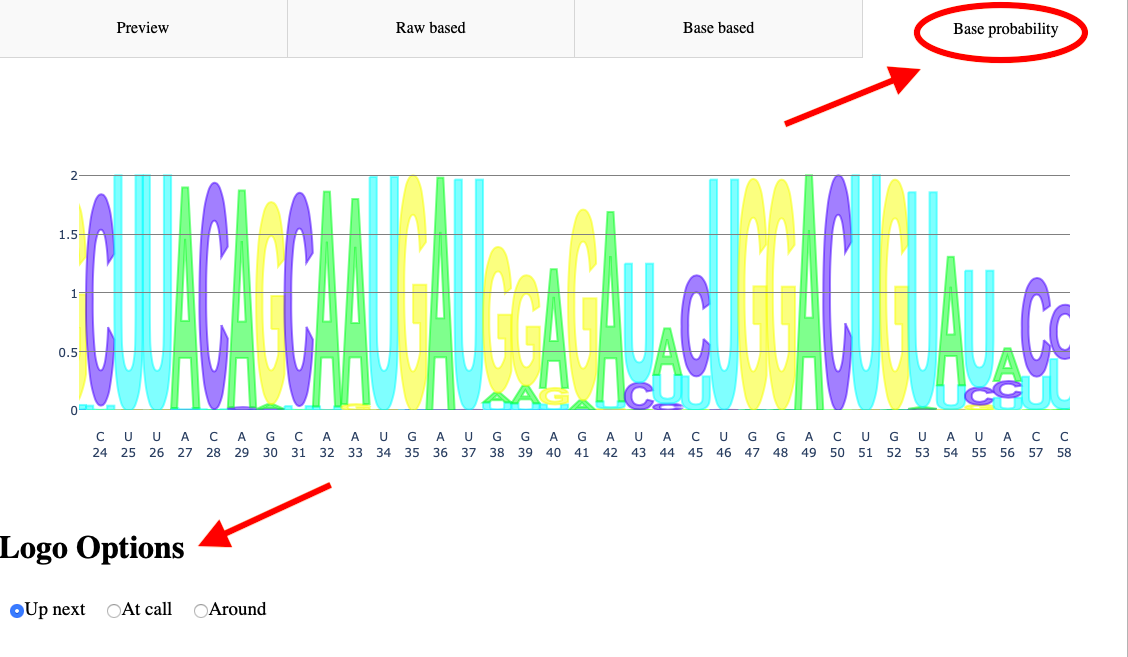 Preview Raw based Base based Base probability
2
1.5
1
0.5
0
C U U A C A G C A A U G A U G G A G A U A C U G G A C U G U A U A C C
24 25 26 27 28 29 30 31 32 33 34 35 36 37 38 39 40 41 42 43 44 45 46 47 48 49 50 51 52 53 54 55 56 57 58
Logo Options
Up next At call Around